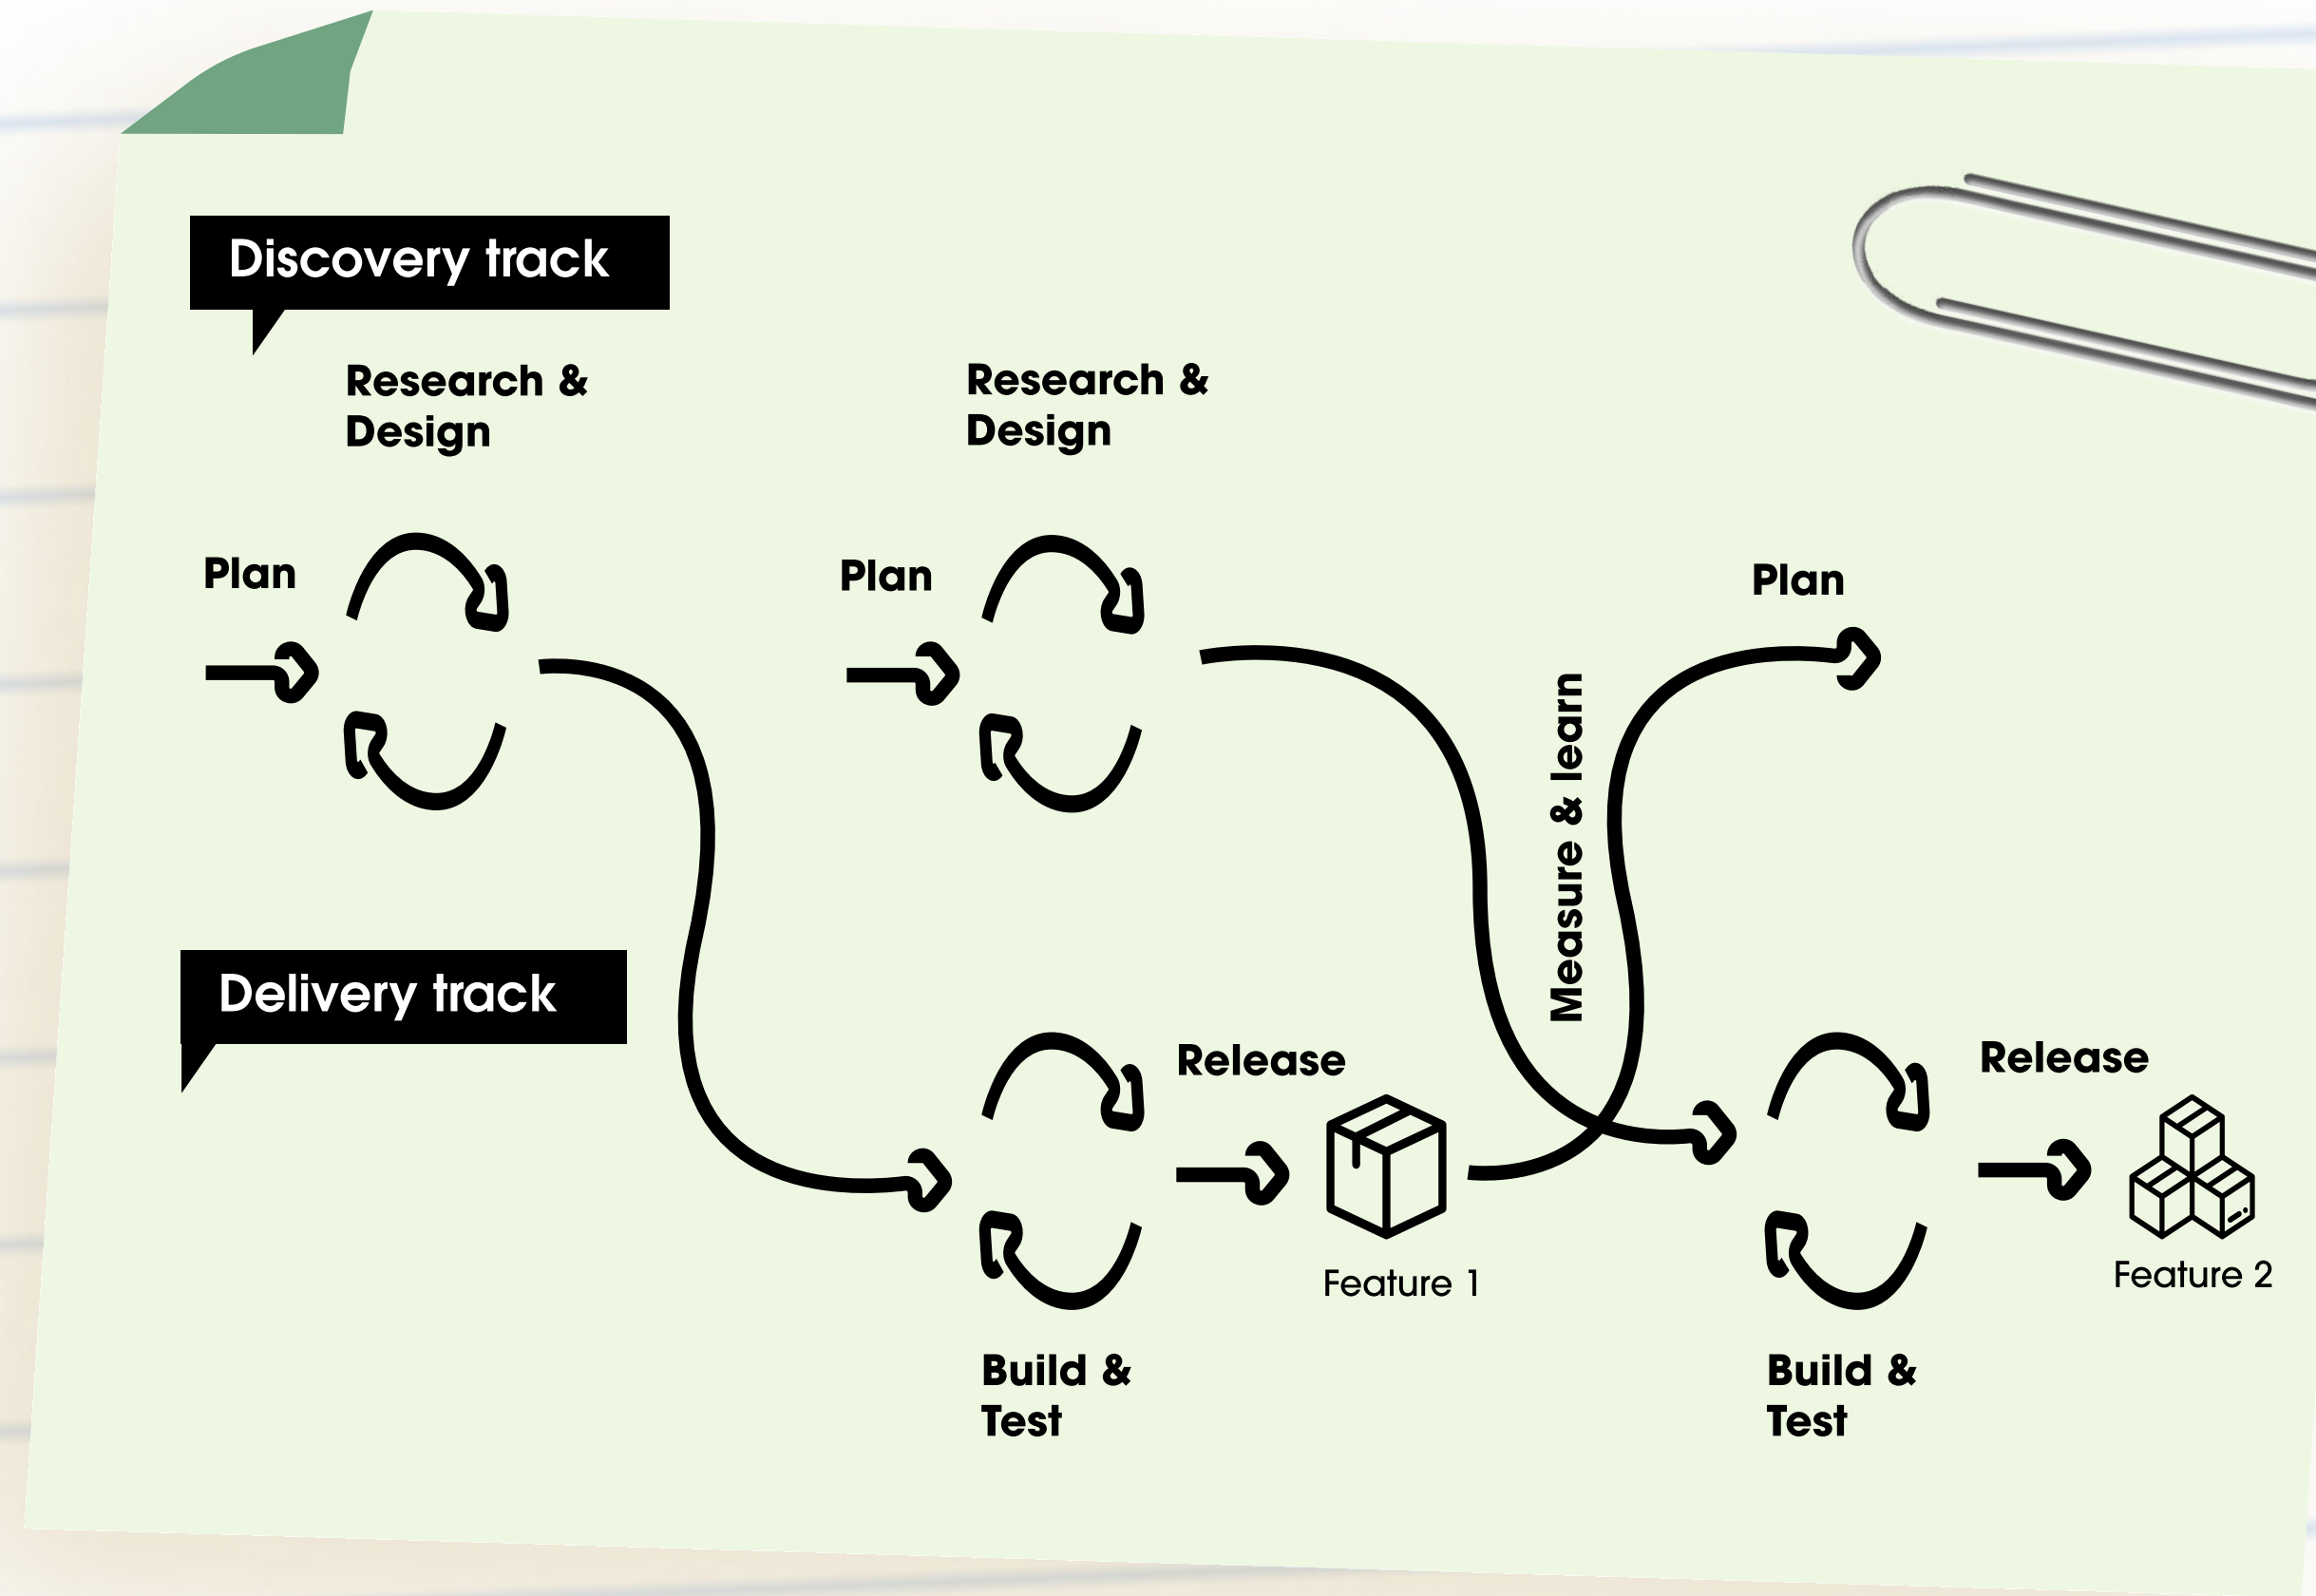 Discovery track
Research &
Design
Research &
Design
Plan
Plan
Plan
Measure & learn
Delivery track
Release
Release
Feature 1
Feature 2
Build &
Test
Build &
Test